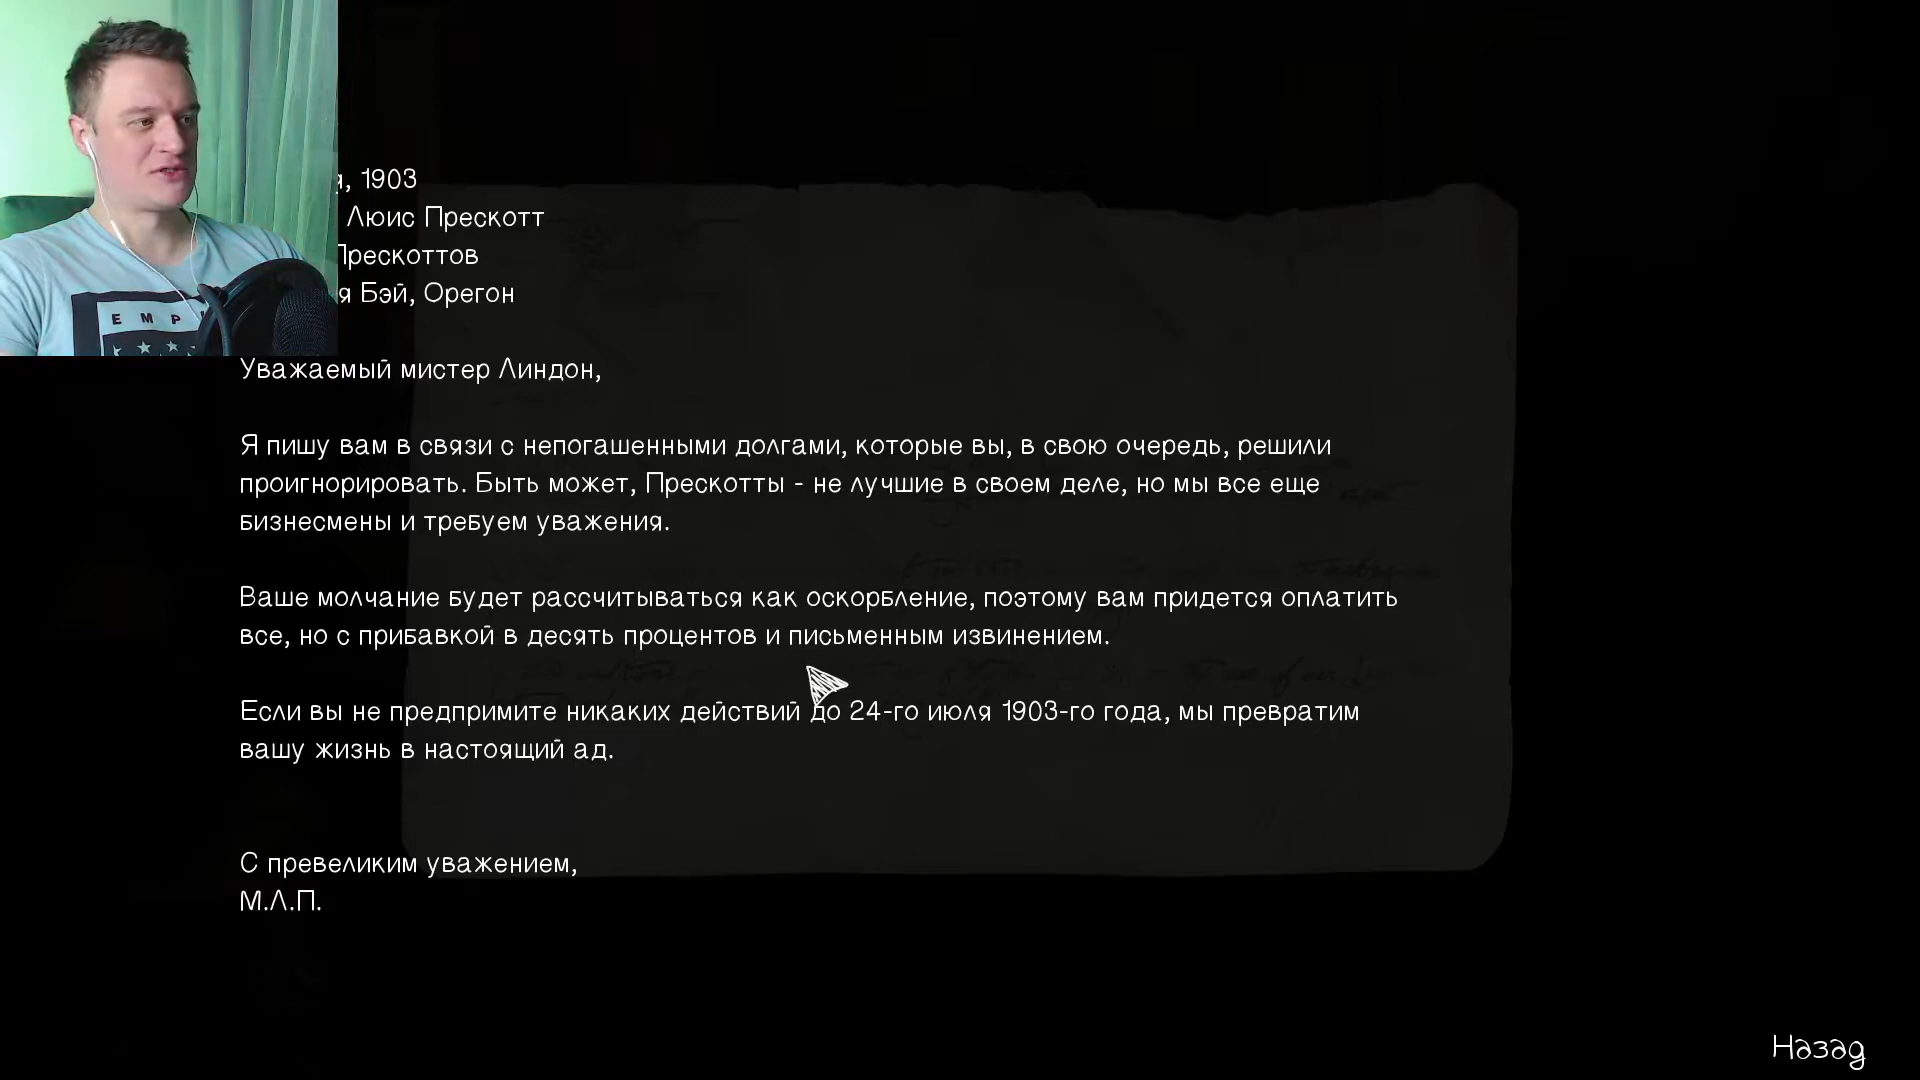 1903
Люис Прескотт
Прескоттов
Бэй, Орегон
Уважаемый мистер Линдон,
Я пишу вам в связи с непогашенными долгами, которые вы, в свою очередь, решили
проигнорировать. Быть может, Прескотты - не лучшие в своем деле, но мы все еще
бизнесмены и требуем уважения.
Ваше молчание будет рассчитываться как оскорбление, поэтому вам придется оплатить
все, но с прибавкой в десять процентов и письменным извинением.
Если вы не предпримите никаких действий до 24-го июля 1903-го года, мы превратим
вашу жизнь в настоящий ад.
С превеликим уважением,
М.Л.П.
Назад